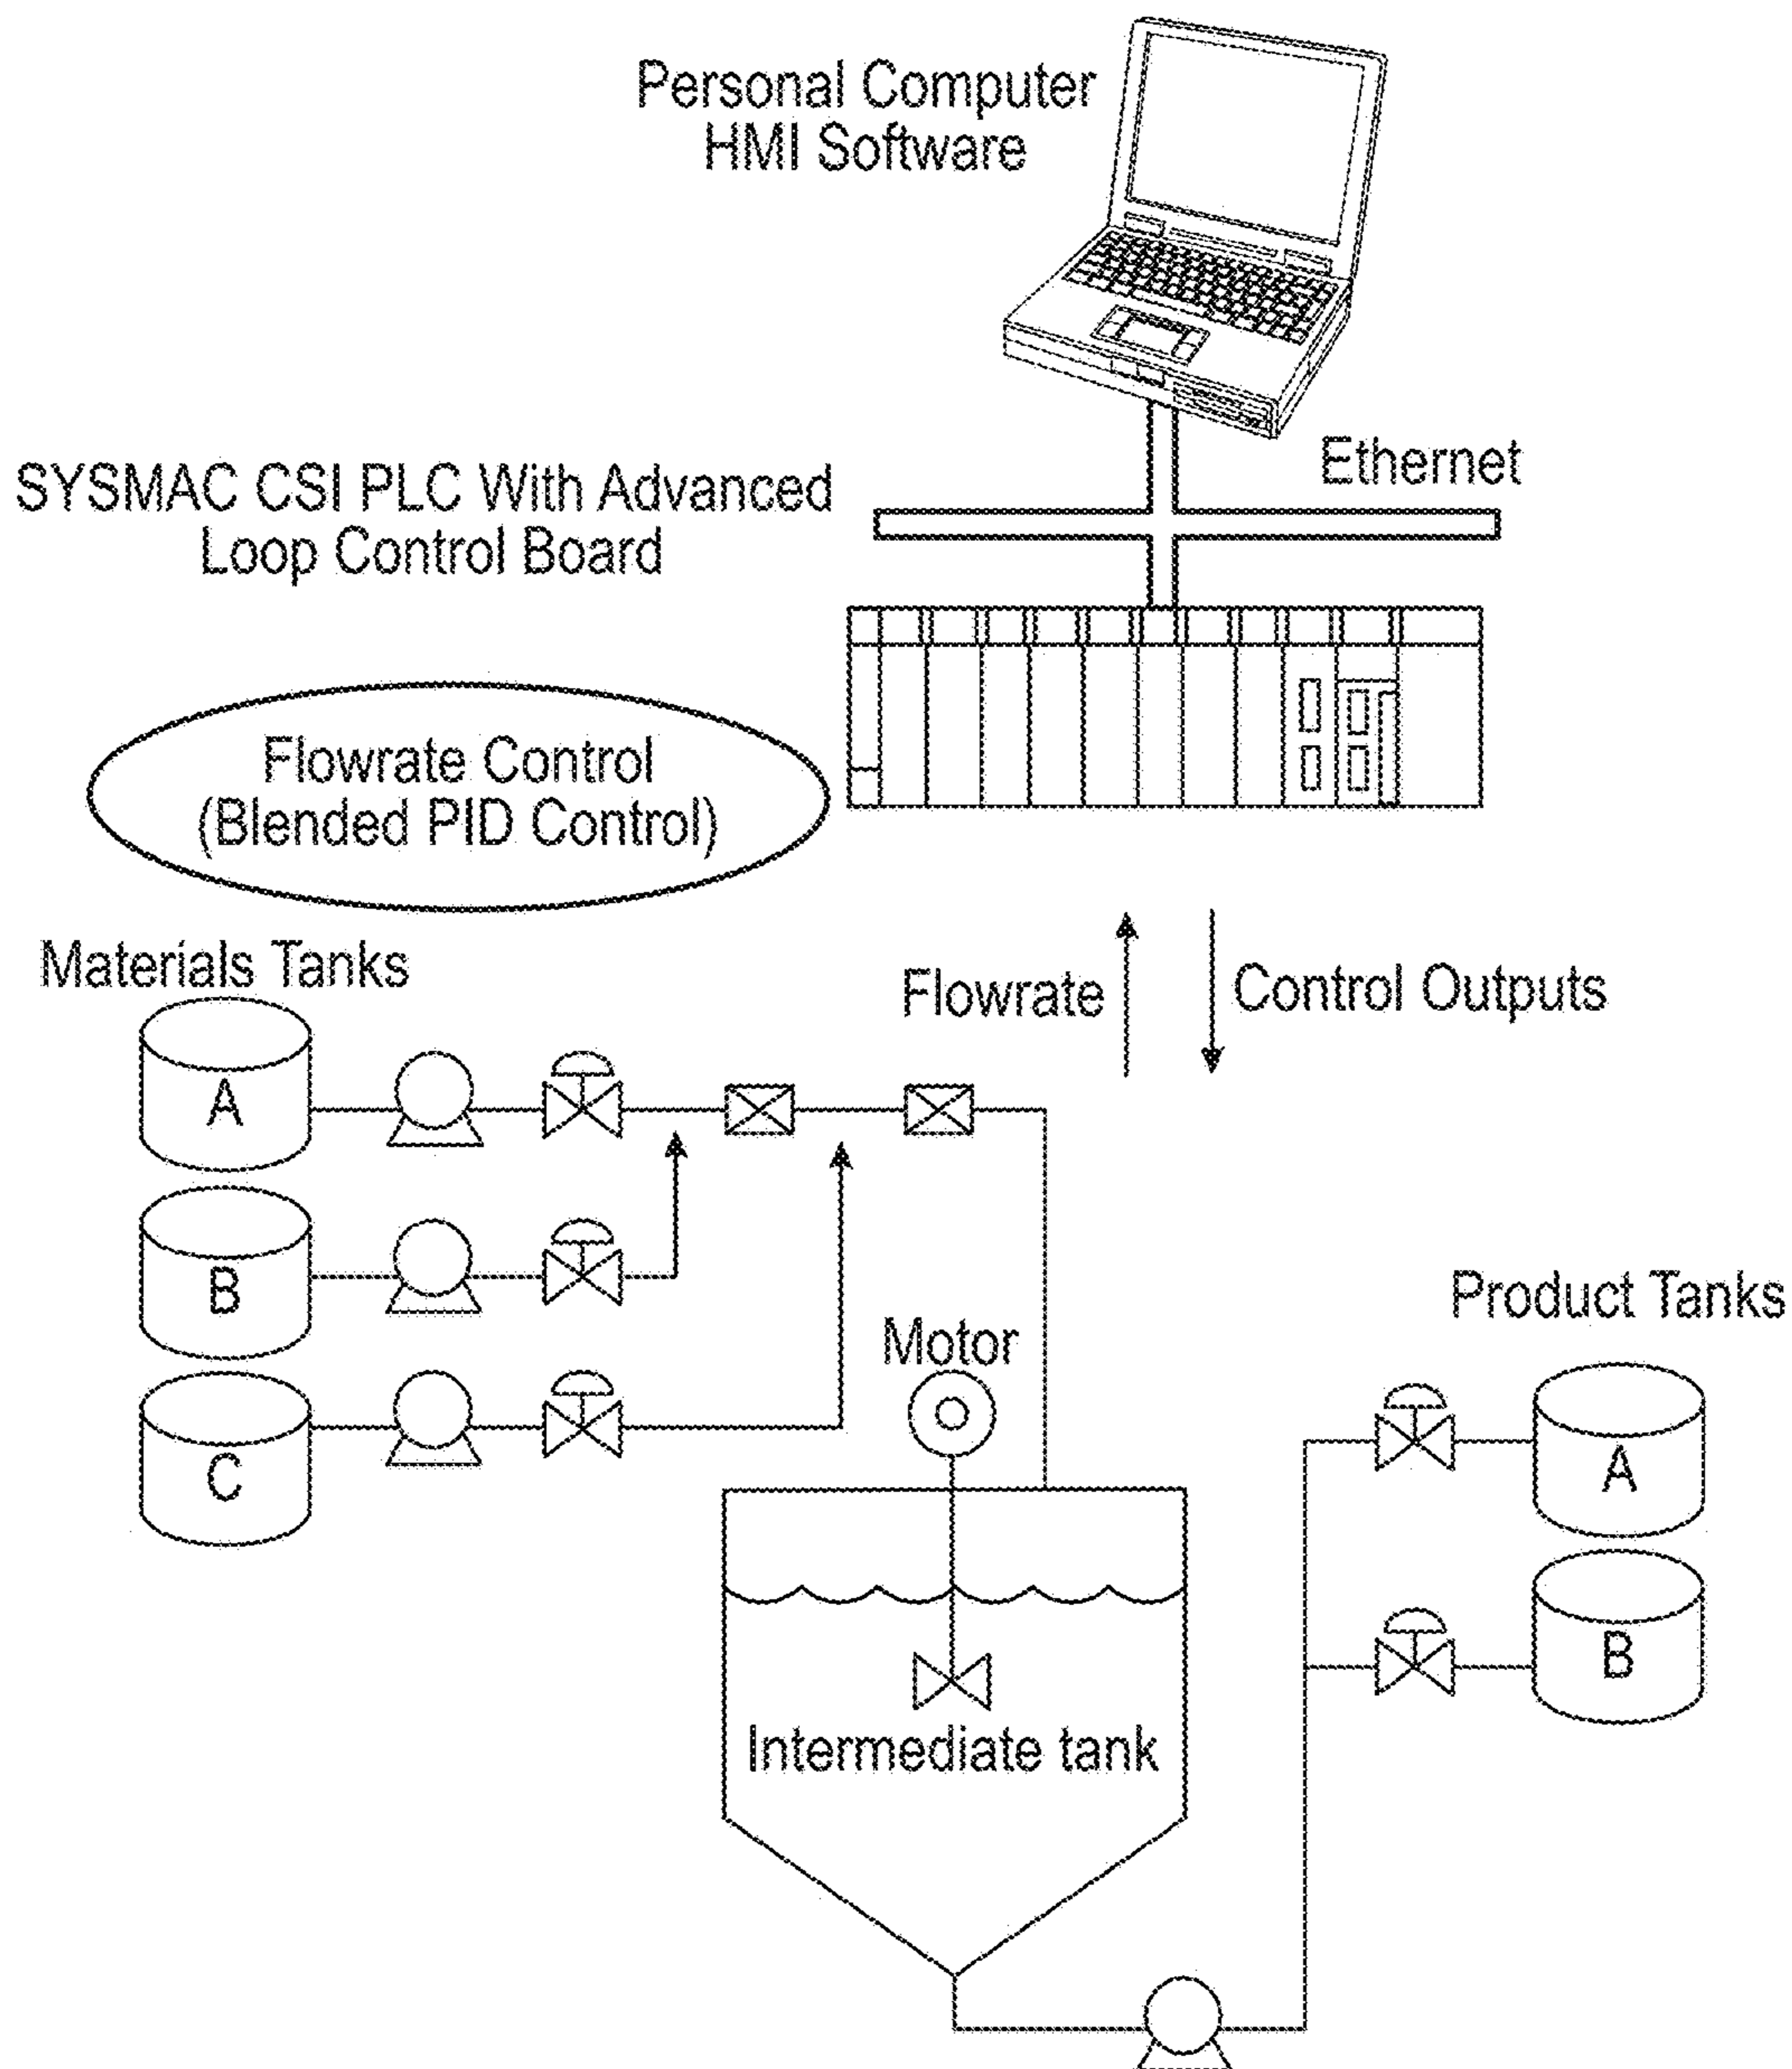 Personal Computer
HMI Software
Ethernet
SYSMAC CSI PLC With Advanced
Loop Control Board
Flowrate Control
(Blended PID Control)
Materials Tanks
Flowrate
Control Outputs
A
B
C
Motor
Product Tanks
A
B
Intermediate tank